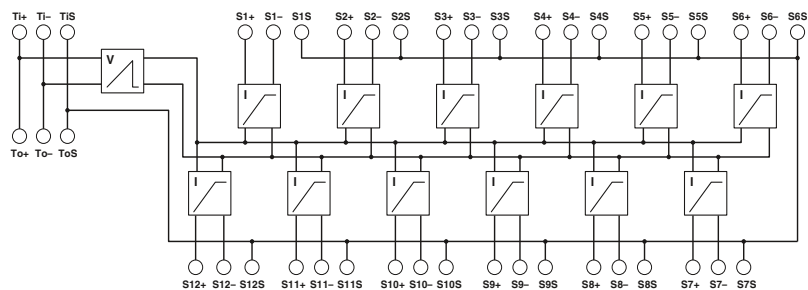 Ti+ Ti– TiS S1+ S1– S1S S2+ S2– S2S S3+ S3– S3S S4+ S4– S4S S5+ S5– S5S S6+ S6– S6S
V
I I I I I I
To+ To– ToS
I I I I I I
S12+ S12– S12S S11+ S11– S11S S10+ S10– S10S S9+ S9– S9S S8+ S8– S8S S7+ S7– S7S